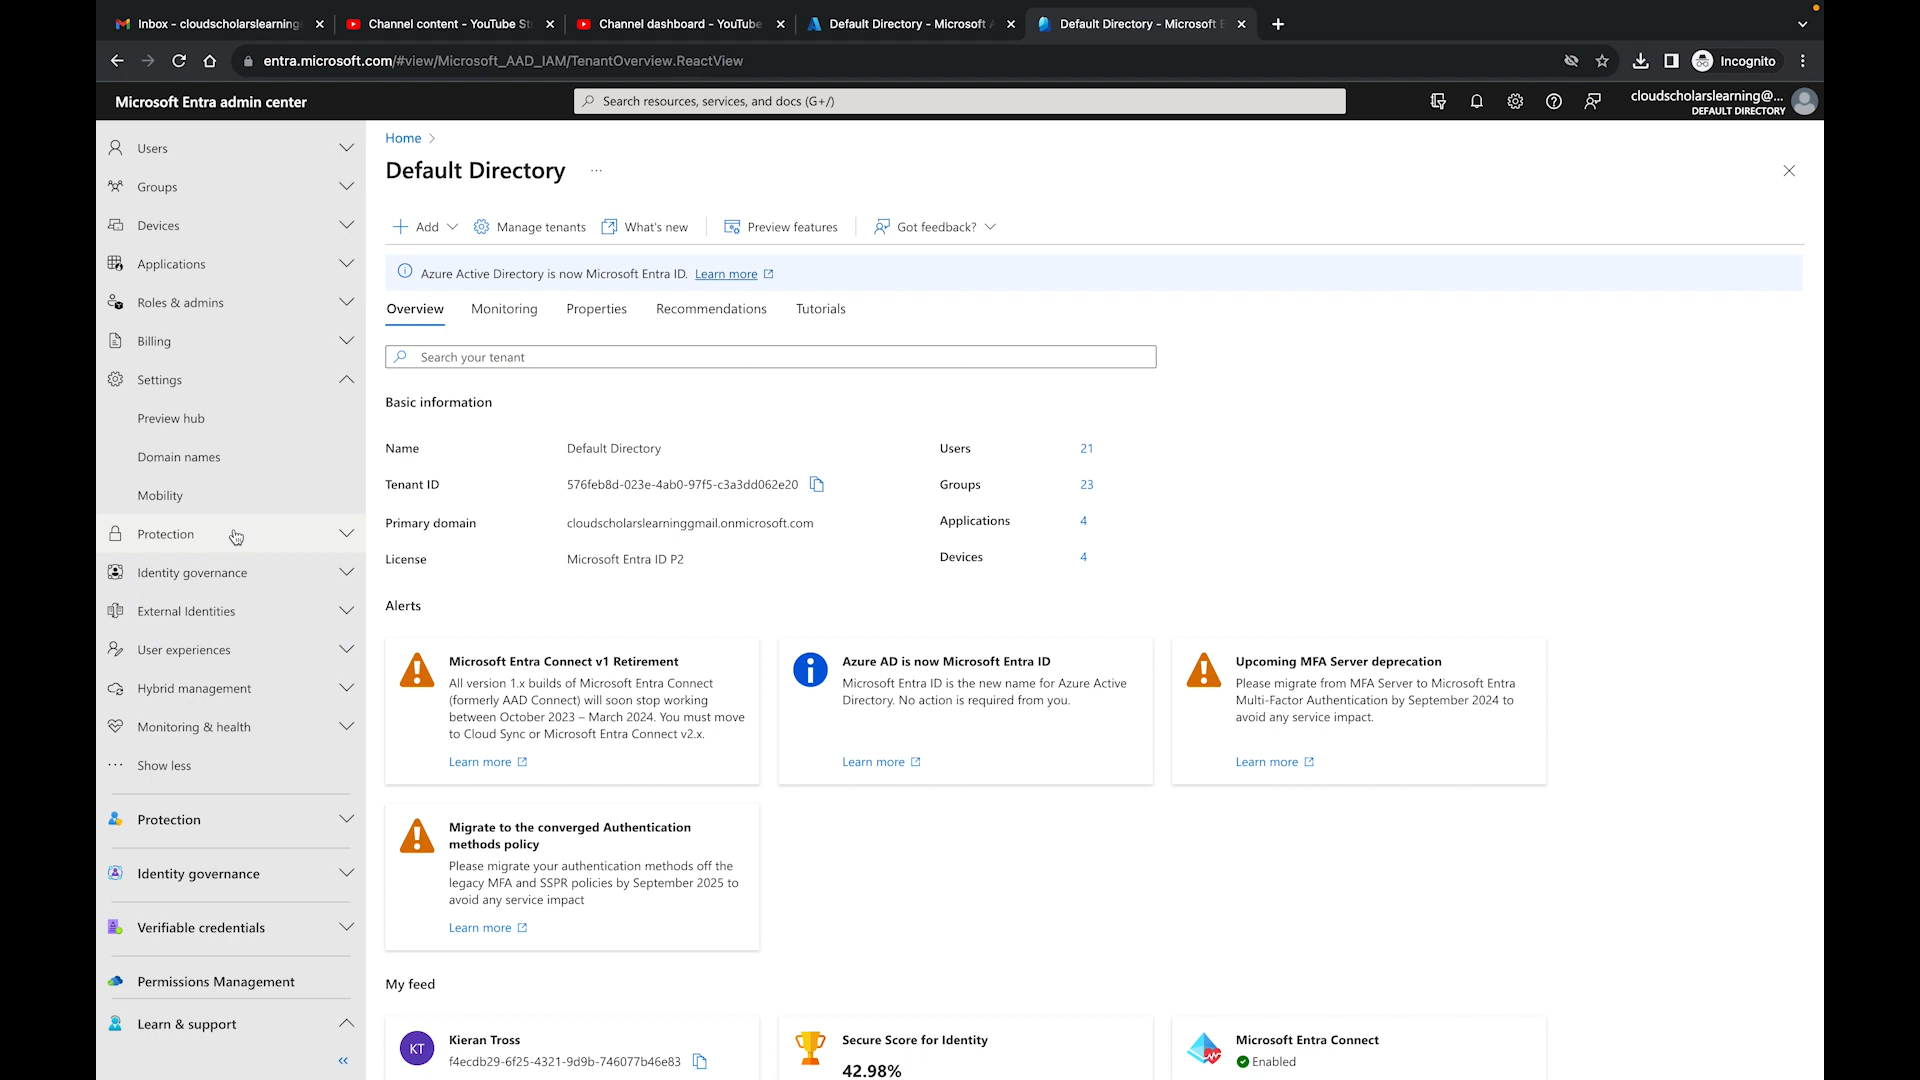 Inbox - cloudscholarslearning
Channel content - YouTube St
Channel dashboard - YouTube
Default Directory - Microsoft A
Default Directory - Microsoft E
entra.microsoft.com/#view/Microsoft_AAD_IAM/TenantOverview.ReactView
Incognito
Microsoft Entra admin center
Search resources, services, and docs (G+/)
cloudscholarslearning@...
DEFAULT DIRECTORY
Users
Groups
Devices
Applications
Roles & admins
Billing
Settings
Preview hub
Domain names
Mobility
Protection
Identity governance
External Identities
User experiences
Hybrid management
Monitoring & health
Show less
Protection
Identity governance
Verifiable credentials
Permissions Management
Learn & support
Home
Default Directory
Add
Manage tenants
What's new
Preview features
Got feedback?
Azure Active Directory is now Microsoft Entra ID. Learn more
Overview
Monitoring
Properties
Recommendations
Tutorials
Search your tenant
Basic information
Name
Default Directory
Users
21
Tenant ID
576feb8d-023e-4ab0-97f5-c3a3dd062e20
Groups
23
Primary domain
cloudscholarslearninggmail.onmicrosoft.com
Applications
4
License
Microsoft Entra ID P2
Devices
4
Alerts
Microsoft Entra Connect v1 Retirement
All version 1.x builds of Microsoft Entra Connect
(formerly AAD Connect) will soon stop working
between October 2023 – March 2024. You must move
to Cloud Sync or Microsoft Entra Connect v2.x.
Learn more
Azure AD is now Microsoft Entra ID
Microsoft Entra ID is the new name for Azure Active
Directory. No action is required from you.
Learn more
Upcoming MFA Server deprecation
Please migrate from MFA Server to Microsoft Entra
Multi-Factor Authentication by September 2024 to
avoid any service impact.
Learn more
Migrate to the converged Authentication
methods policy
Please migrate your authentication methods off the
legacy MFA and SSPR policies by September 2025 to
avoid any service impact
Learn more
My feed
KT
Kieran Tross
f4ecdb29-6f25-4321-9d9b-746077b46e83
Secure Score for Identity
42.98%
Microsoft Entra Connect
Enabled